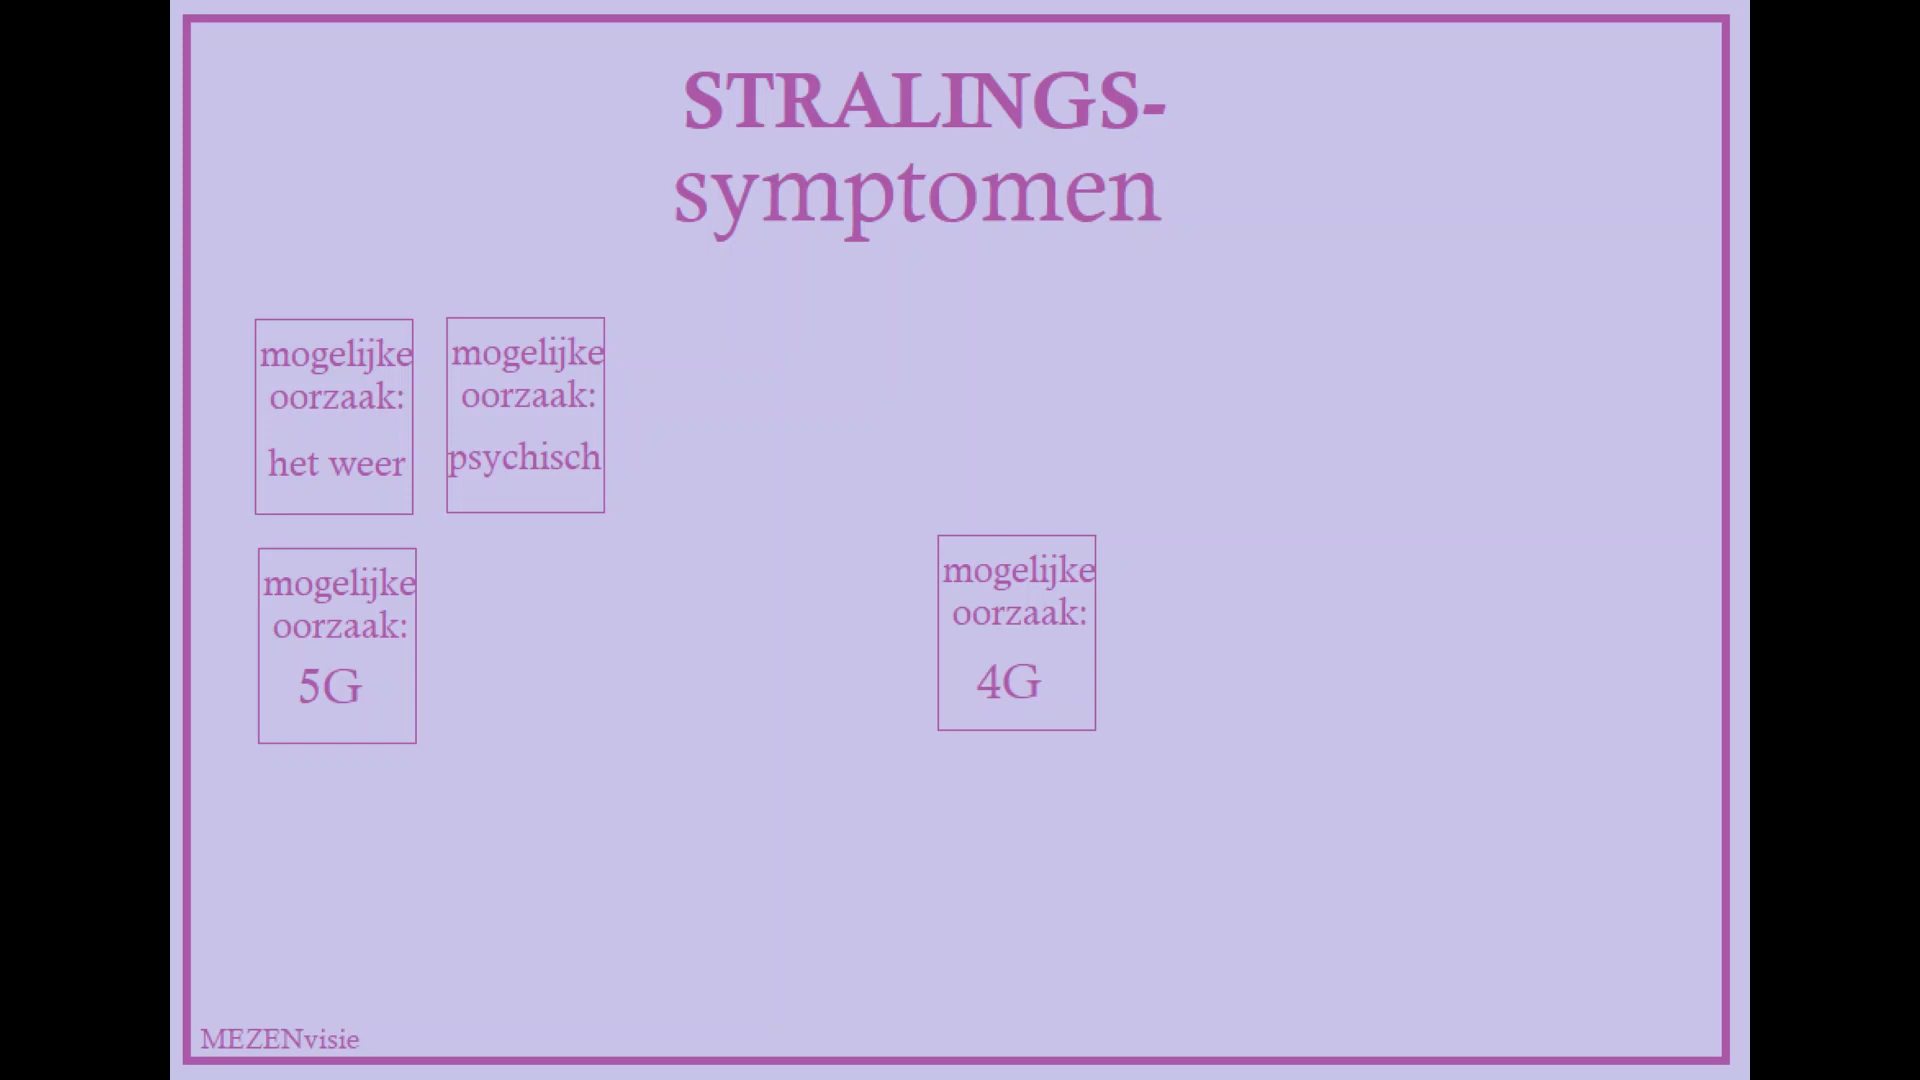 STRALINGS-
symptomen
mogelijke
oorzaak:
het weer
mogelijke
oorzaak:
psychisch
mogelijke
oorzaak:
5G
mogelijke
oorzaak:
4G
MEZENvisie